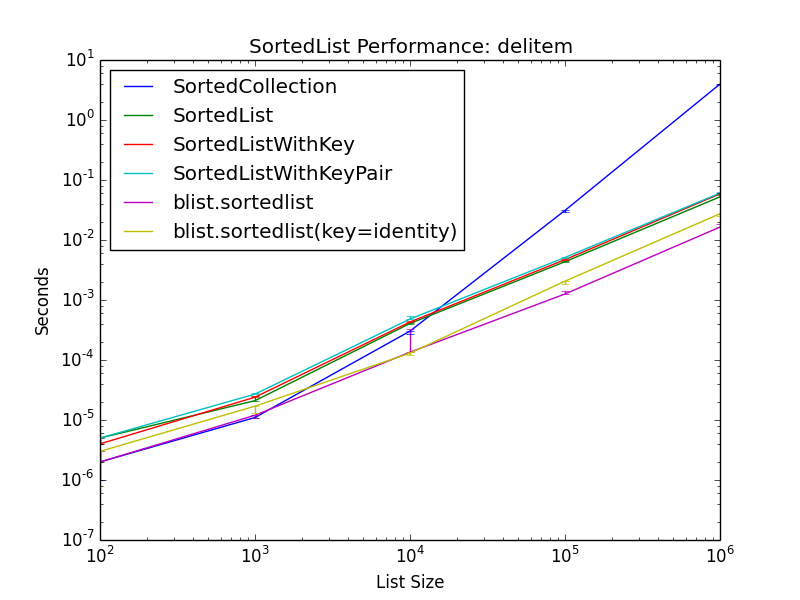 SortedList Performance: delitem
10^1
10^0
10^-1
10^-2
10^-3
10^-4
10^-5
10^-6
10^-7
Seconds
SortedCollection
SortedList
SortedListWithKey
SortedListWithKeyPair
blist.sortedlist
blist.sortedlist(key=identity)
10^2 10^3 10^4 10^5 10^6
List Size